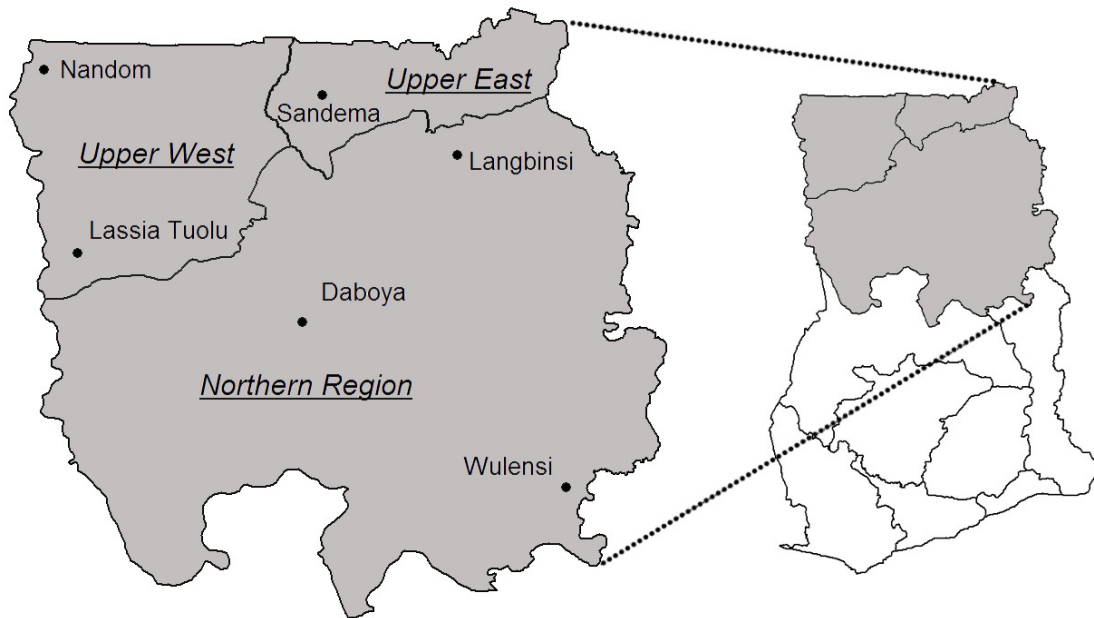 Nandom
Upper East
Sandema
Upper West
Langbinsi
Lassia Tuolu
Daboya
Northern Region
Wulensi